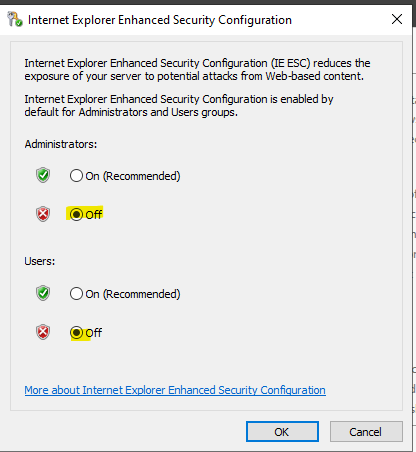 Internet Explorer Enhanced Security Configuration
Internet Explorer Enhanced Security Configuration (IE ESC) reduces the
exposure of your server to potential attacks from Web-based content.
Internet Explorer Enhanced Security Configuration is enabled by
default for Administrators and Users groups.
Administrators:
On (Recommended)
Off
Users:
On (Recommended)
Off
More about Internet Explorer Enhanced Security Configuration
OK
Cancel